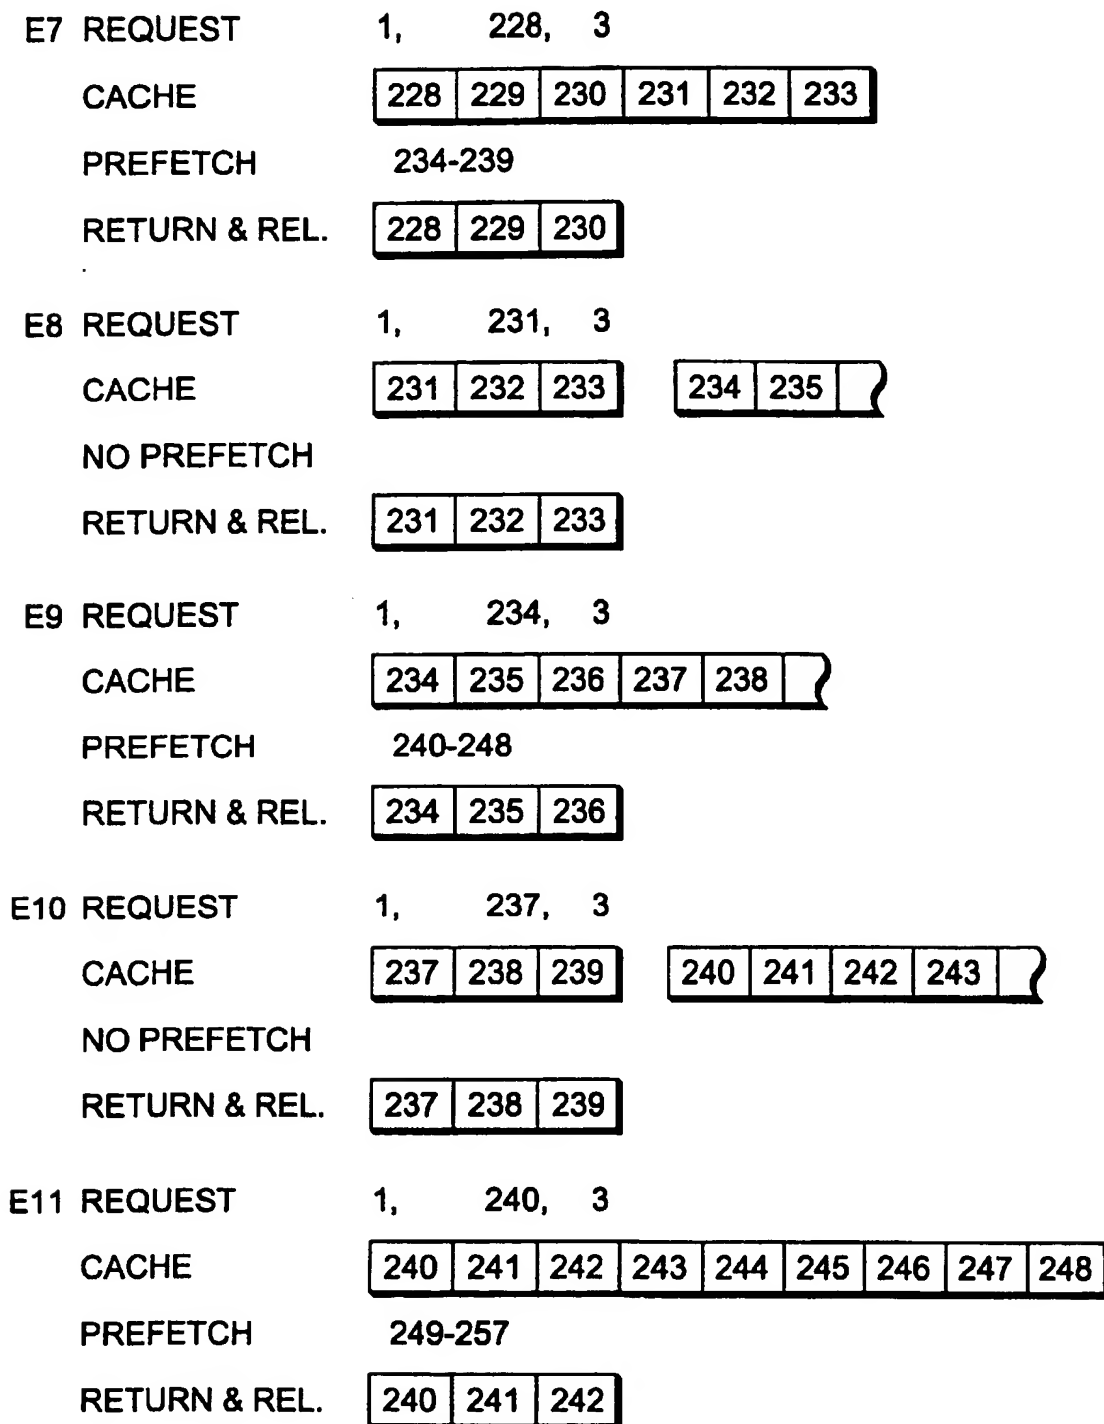 E7 REQUEST 1, 228, 3
CACHE 228 229 230 231 232 233
PREFETCH 234-239
RETURN & REL. 228 229 230
E8 REQUEST 1, 231, 3
CACHE 231 232 233 234 235
NO PREFETCH
RETURN & REL. 231 232 233
E9 REQUEST 1, 234, 3
CACHE 234 235 236 237 238
PREFETCH 240-248
RETURN & REL. 234 235 236
E10 REQUEST 1, 237, 3
CACHE 237 238 239 240 241 242 243
NO PREFETCH
RETURN & REL. 237 238 239
E11 REQUEST 1, 240, 3
CACHE 240 241 242 243 244 245 246 247 248
PREFETCH 249-257
RETURN & REL. 240 241 242